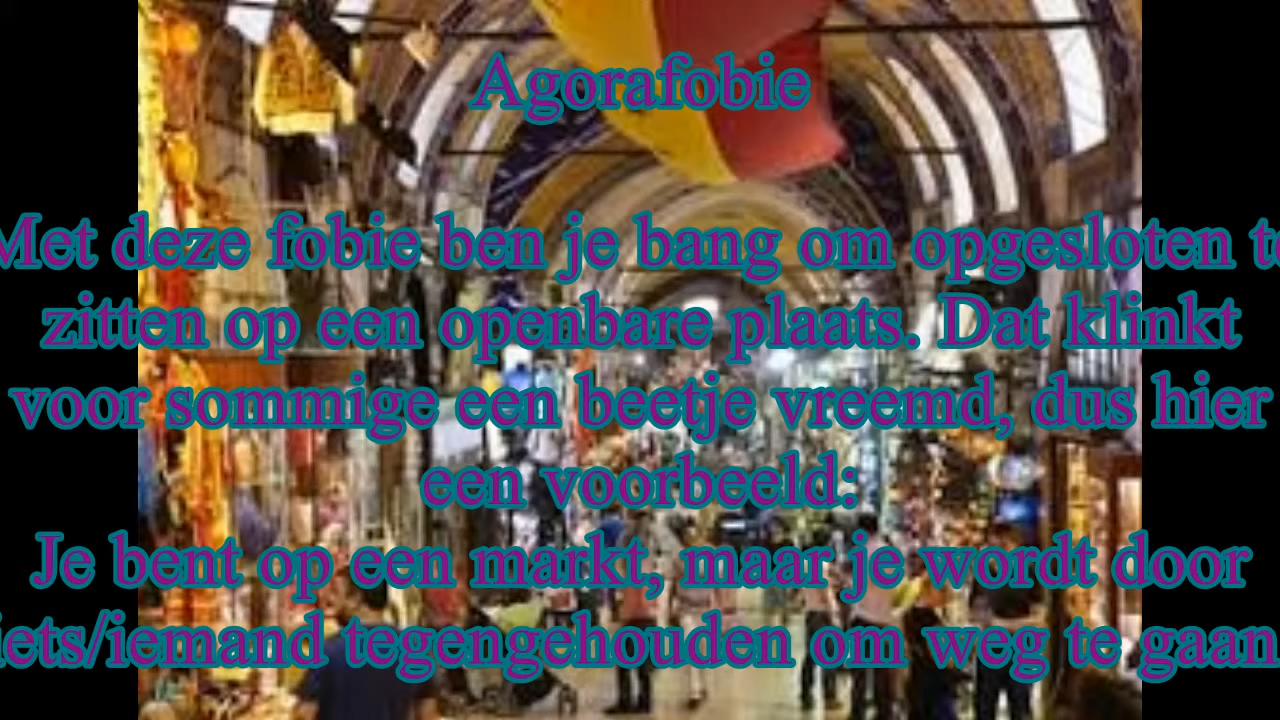 Agorafobie
Met deze fobie ben je bang om opgesloten te
zitten op een openbare plaats. Dat klinkt
voor sommige een beetje vreemd, dus hier
een voorbeeld:
Je bent op een markt, maar je wordt door
iets/iemand tegengehouden om weg te gaan